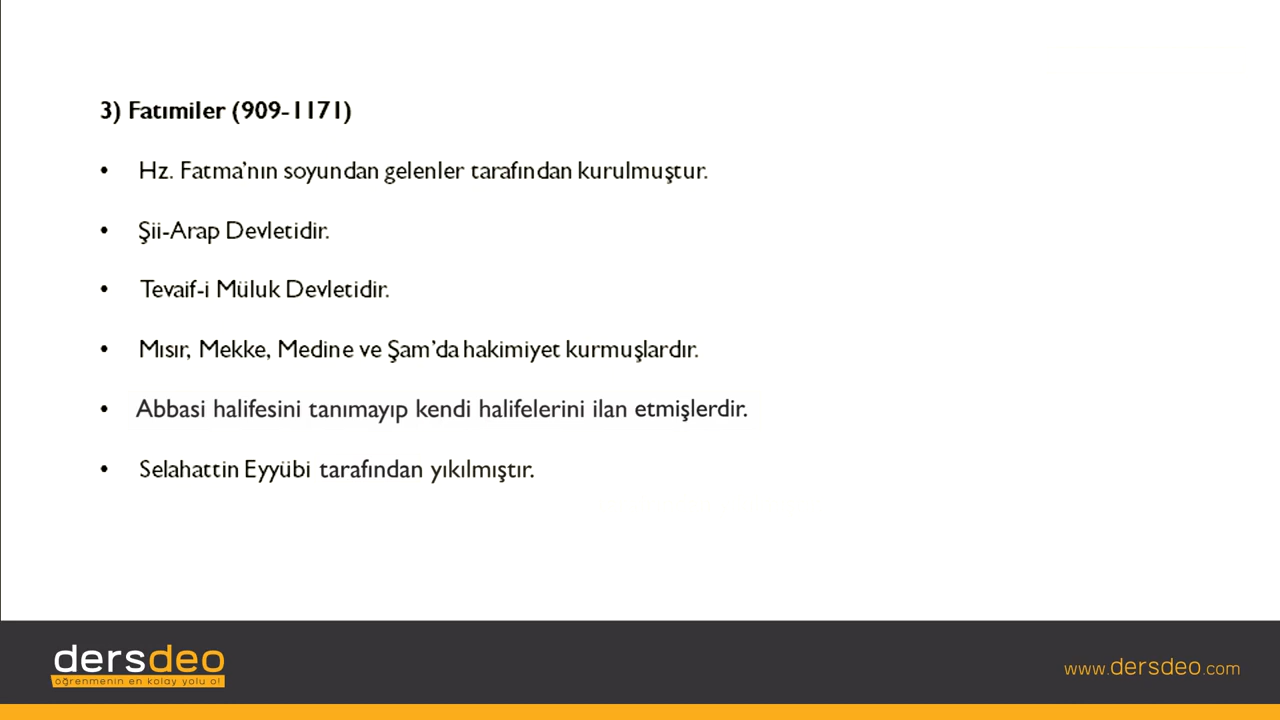 3) Fatımiler (909-1171)
• Hz. Fatma’nın soyundan gelenler tarafından kurulmuştur.
• Şii-Arap Devletidir.
• Tevaif-i Müluk Devletidir.
• Mısır, Mekke, Medine ve Şam’da hakimiyet kurmuşlardır.
• Abbasi halifesini tanımayıp kendi halifelerini ilan etmişlerdir.
• Selahattin Eyyübi tarafından yıkılmıştır.
dersdeo
öğrenmenin en kolay yolu o!
www.dersdeo.com